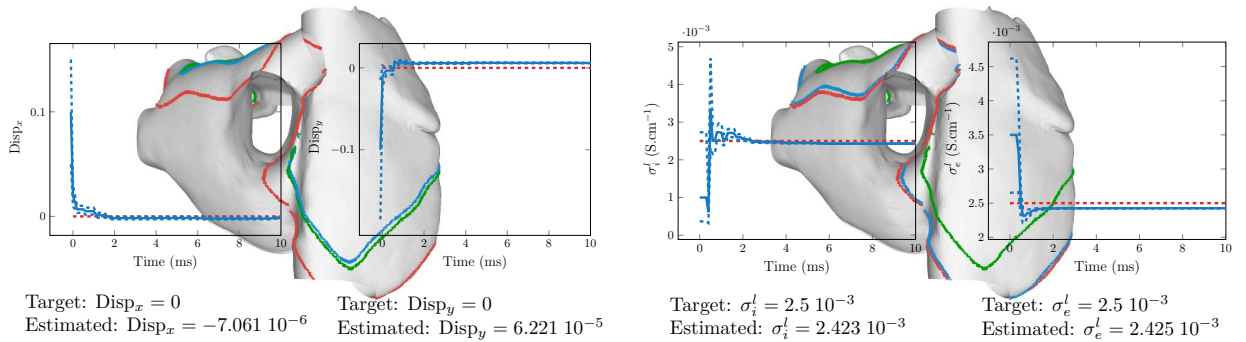 0.1
0
Disp_x
0 2 4 6 8 10
Time (ms)
0
−0.1
Disp_y
0 2 4 6 8 10
Time (ms)
Target: Disp_x = 0
Estimated: Disp_x = −7.061 10^{−6}
Target: Disp_y = 0
Estimated: Disp_y = 6.221 10^{−5}
·10^{−3}
5
4
3
2
1
0
σ_i^l (S.cm^{−1})
0 2 4 6 8 10
Time (ms)
·10^{−3}
5
4.5
4
3.5
3
2.5
2
σ_e^l (S.cm^{−1})
0 2 4 6 8 10
Time (ms)
Target: σ_i^l = 2.5 10^{−3}
Estimated: σ_i^l = 2.423 10^{−3}
Target: σ_e^l = 2.5 10^{−3}
Estimated: σ_e^l = 2.425 10^{−3}